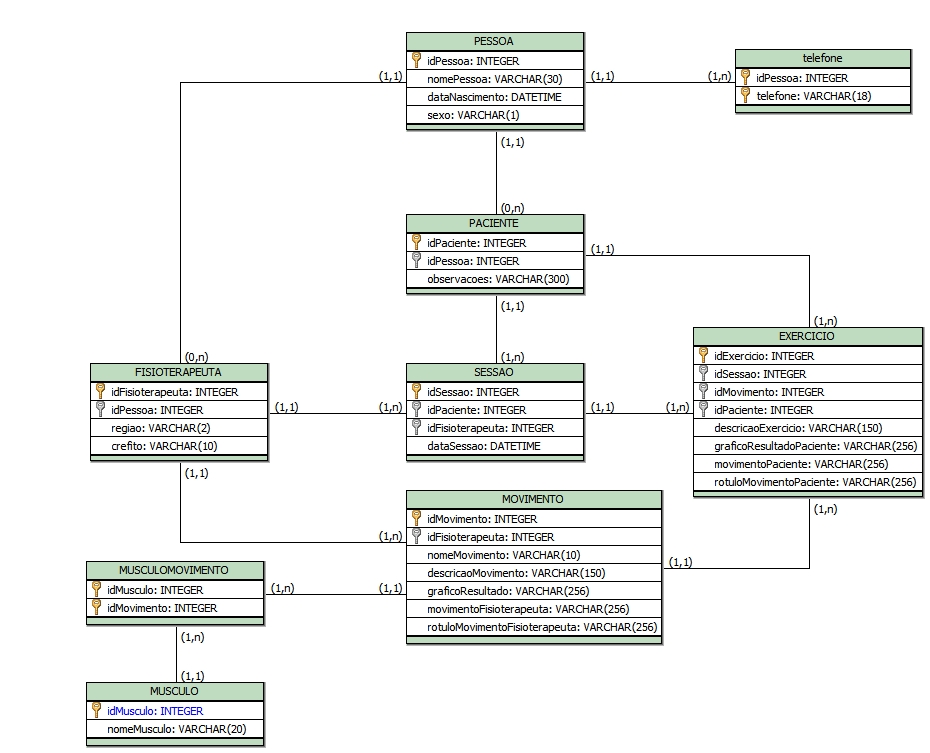 PESSOA
idPessoa: INTEGER
nomePessoa: VARCHAR(30)
dataNascimento: DATETIME
sexo: VARCHAR(1)
telefone
idPessoa: INTEGER
telefone: VARCHAR(18)
(1,1)
(1,1)
(1,n)
(1,1)
(0,n)
PACIENTE
idPaciente: INTEGER
idPessoa: INTEGER
observacoes: VARCHAR(300)
(1,1)
(1,1)
(1,n)
(1,n)
(0,n)
FISIOTERAPEUTA
idFisioterapeuta: INTEGER
idPessoa: INTEGER
regiao: VARCHAR(2)
crefito: VARCHAR(10)
(1,1)
(1,n)
SESSAO
idSessao: INTEGER
idPaciente: INTEGER
idFisioterapeuta: INTEGER
dataSessao: DATETIME
(1,1)
(1,n)
EXERCICIO
idExercicio: INTEGER
idSessao: INTEGER
idMovimento: INTEGER
idPaciente: INTEGER
descricaoExercicio: VARCHAR(150)
graficoResultadoPaciente: VARCHAR(256)
movimentoPaciente: VARCHAR(256)
rotuloMovimentoPaciente: VARCHAR(256)
(1,1)
(1,n)
(1,n)
(1,1)
MOVIMENTO
idMovimento: INTEGER
idFisioterapeuta: INTEGER
nomeMovimento: VARCHAR(10)
descricaoMovimento: VARCHAR(150)
graficoResultado: VARCHAR(256)
movimentoFisioterapeuta: VARCHAR(256)
rotuloMovimentoFisioterapeuta: VARCHAR(256)
MUSCULOMOVIMENTO
idMusculo: INTEGER
idMovimento: INTEGER
(1,n)
(1,1)
(1,n)
(1,1)
MUSCULO
idMusculo: INTEGER
nomeMusculo: VARCHAR(20)